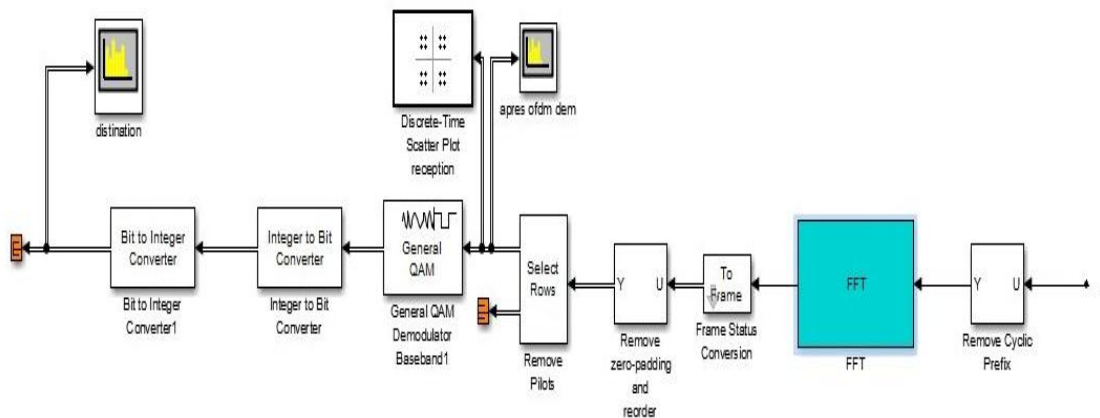 distination
Discrete-Time
Scatter Plot
reception
apres ofdm dem
Bit to Integer
Converter
Bit to Integer
Converter1
Integer to Bit
Converter
Integer to Bit
Converter
General
QAM
General QAM
Demodulator
Baseband1
Select
Rows
Remove
Pilots
Y U
Remove
zero-padding
and
reorder
To
Frame
Frame Status
Conversion
FFT
FFT
Y U
Remove Cyclic
Prefix